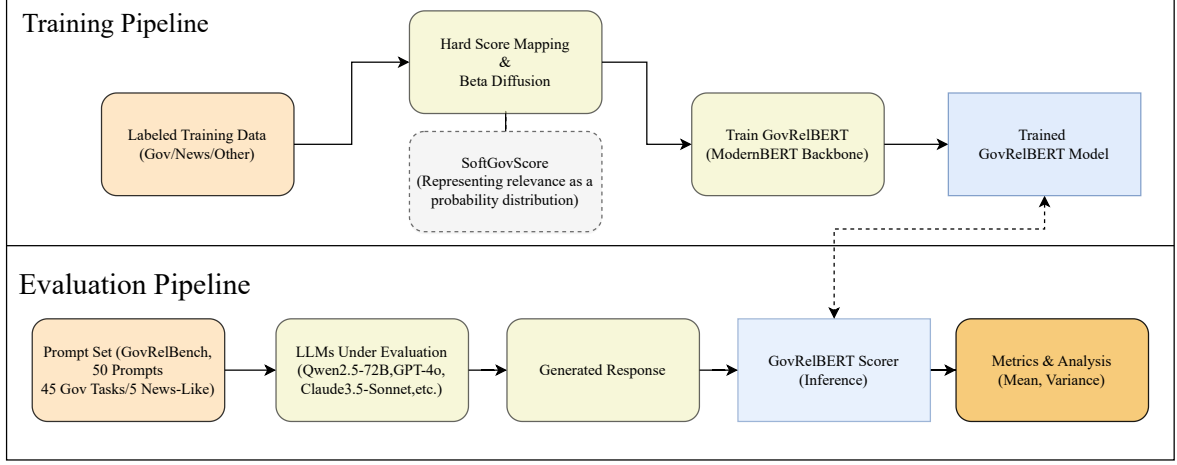 Training Pipeline
Hard Score Mapping
&
Beta Diffusion
Labeled Training Data
(Gov/News/Other)
Train GovRelBERT
(ModernBERT Backbone)
Trained
GovRelBERT Model
SoftGovScore
(Representing relevance as a
probability distribution)
Evaluation Pipeline
Prompt Set (GovRelBench,
50 Prompts
45 Gov Tasks/5 News-Like)
LLMs Under Evaluation
(Qwen2.5-72B,GPT-4o,
Claude3.5-Sonnet,etc.)
Generated Response
GovRelBERT Scorer
(Inference)
Metrics & Analysis
(Mean, Variance)